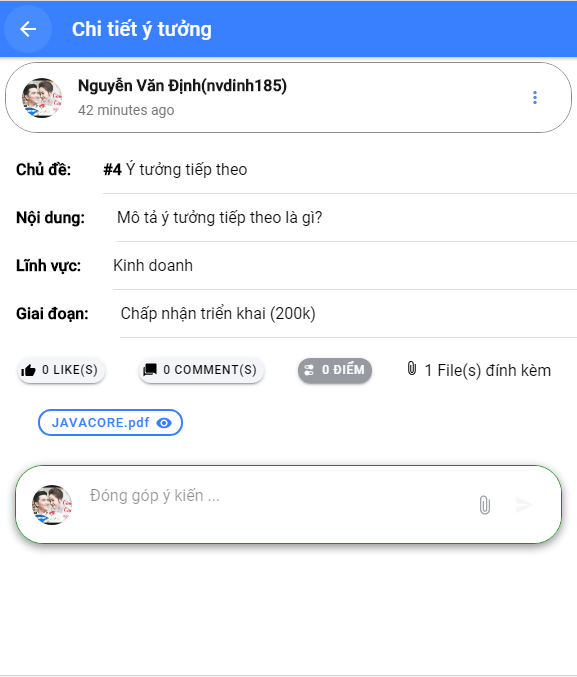 Chi tiết ý tưởng
Nguyễn Văn Định(nvdinh185)
42 minutes ago
Chủ đề: #4 Ý tưởng tiếp theo
Nội dung: Mô tả ý tưởng tiếp theo là gì?
Lĩnh vực: Kinh doanh
Giai đoạn: Chấp nhận triển khai (200k)
0 LIKE(S) 0 COMMENT(S) 0 ĐIỂM 1 File(s) đính kèm
JAVACORE.pdf
Đóng góp ý kiến ...